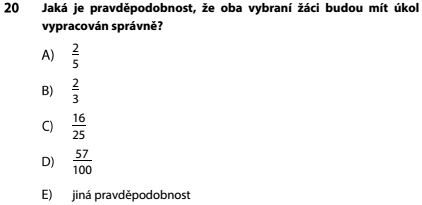 20 Jaká je pravděpodobnost, že oba vybraní žáci budou mít úkol
vypracován správně?
A) 2/5
B) 2/3
C) 16/25
D) 57/100
E) jiná pravděpodobnost